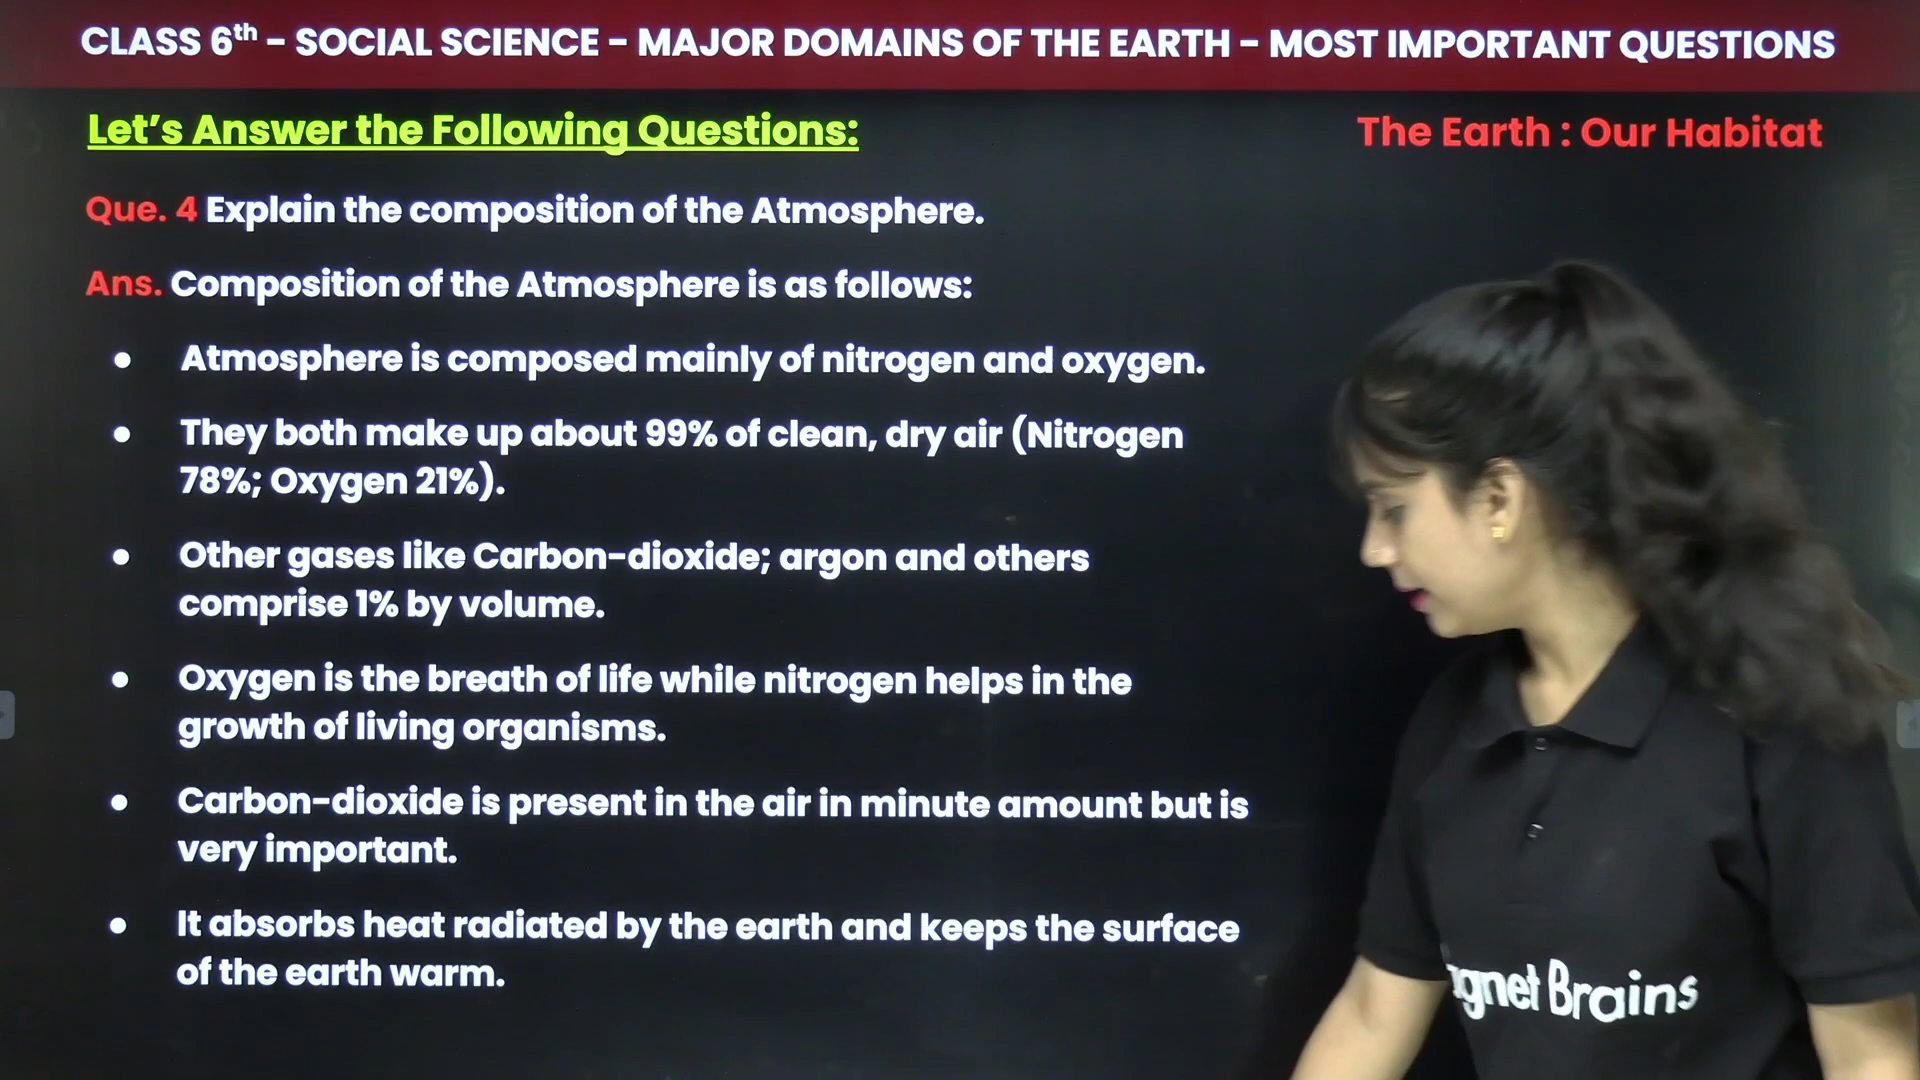 CLASS 6th - SOCIAL SCIENCE - MAJOR DOMAINS OF THE EARTH - MOST IMPORTANT QUESTIONS
Let's Answer the Following Questions:
The Earth : Our Habitat
Que. 4 Explain the composition of the Atmosphere.
Ans. Composition of the Atmosphere is as follows:
● Atmosphere is composed mainly of nitrogen and oxygen.
● They both make up about 99% of clean, dry air (Nitrogen
78%; Oxygen 21%).
● Other gases like Carbon-dioxide; argon and others
comprise 1% by volume.
● Oxygen is the breath of life while nitrogen helps in the
growth of living organisms.
● Carbon-dioxide is present in the air in minute amount but is
very important.
● It absorbs heat radiated by the earth and keeps the surface
of the earth warm.
gnet Brains